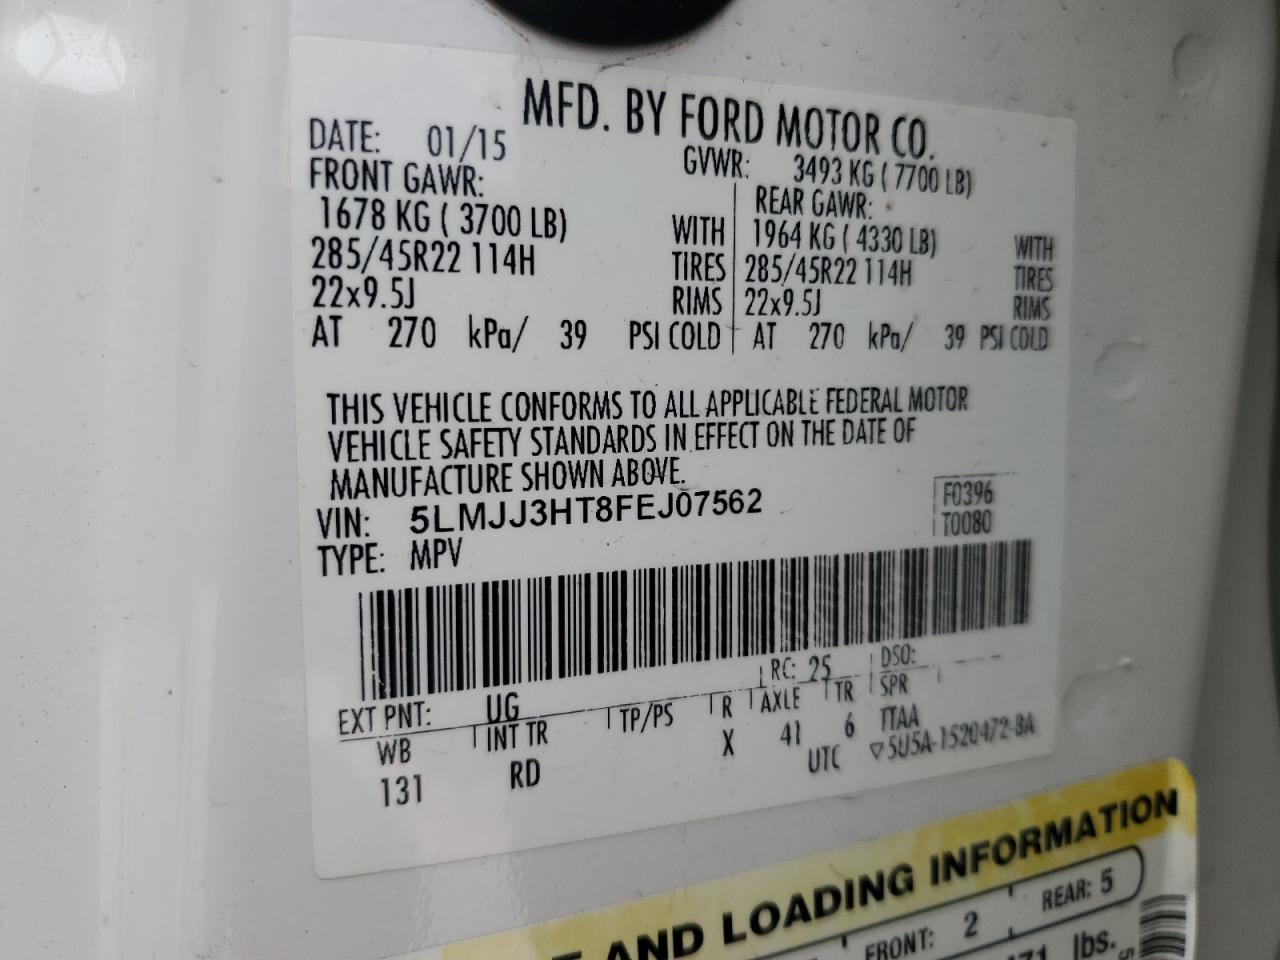 MFD. BY FORD MOTOR CO.
DATE: 01/15 GVWR: 3493 KG ( 7700 LB)
FRONT GAWR: REAR GAWR:
1678 KG ( 3700 LB) WITH 1964 KG ( 4330 LB) WITH
285/45R22 114H TIRES 285/45R22 114H TIRES
22x9.5J RIMS 22x9.5J RIMS
AT 270 kPa/ 39 PSI COLD AT 270 kPa/ 39 PSI COLD
THIS VEHICLE CONFORMS TO ALL APPLICABLE FEDERAL MOTOR
VEHICLE SAFETY STANDARDS IN EFFECT ON THE DATE OF
MANUFACTURE SHOWN ABOVE.
VIN: 5LMJJ3HT8FEJ07562 F0396
TYPE: MPV T0080
EXT PNT: UG RC: 25 DSO:
WB INT TR TP/PS R AXLE TR SPR
131 RD X 41 6 TTAA
UTC ▽5U5A-1520472-BA
AND LOADING INFORMATION
FRONT: 2 REAR: 5
lbs.